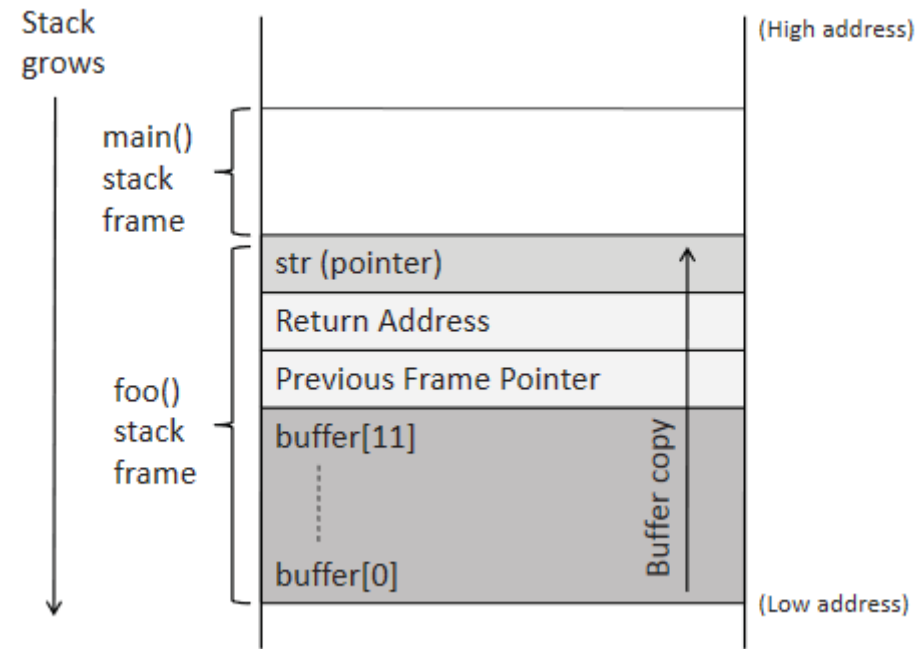 Stack
grows
(High address)
main()
stack
frame
str (pointer)
Return Address
Previous Frame Pointer
foo()
stack
frame
buffer[11]
buffer[0]
Buffer copy
(Low address)